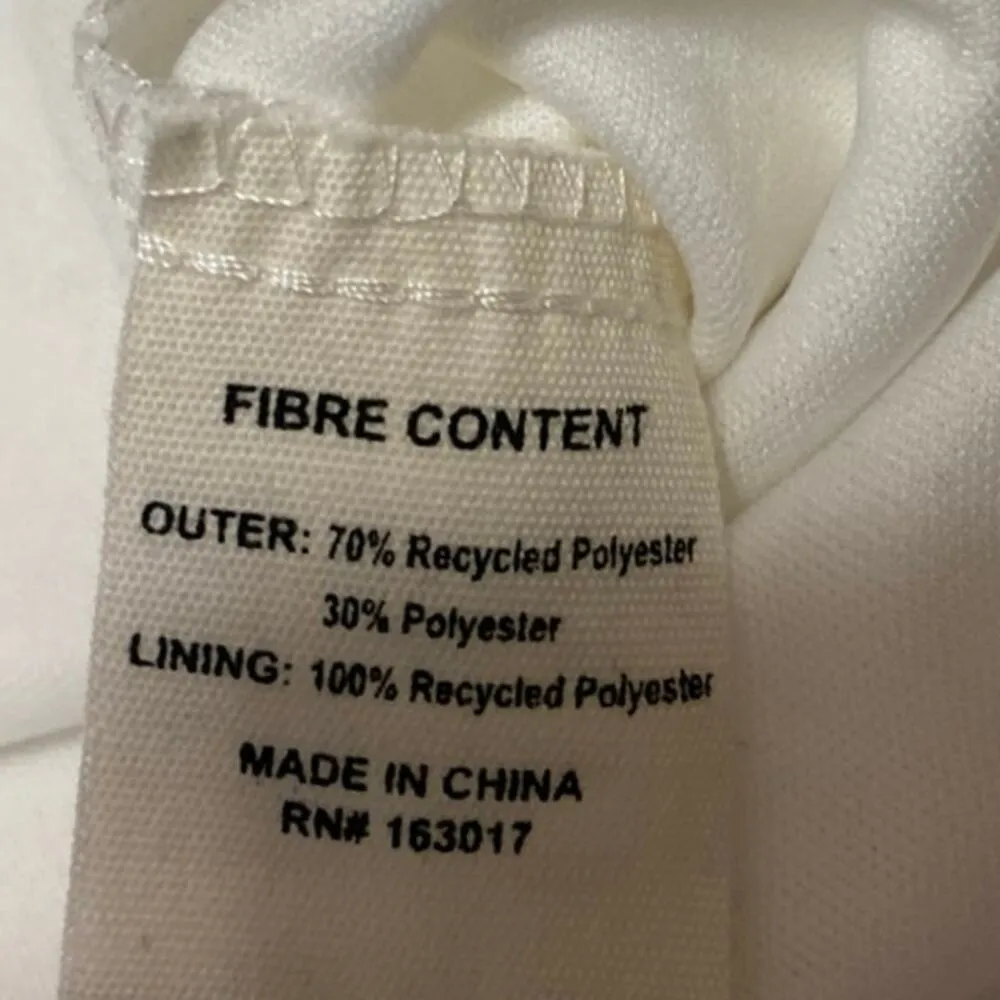 FIBRE CONTENT
OUTER: 70% Recycled Polyester
30% Polyester
LINING: 100% Recycled Polyester
MADE IN CHINA
RN# 163017